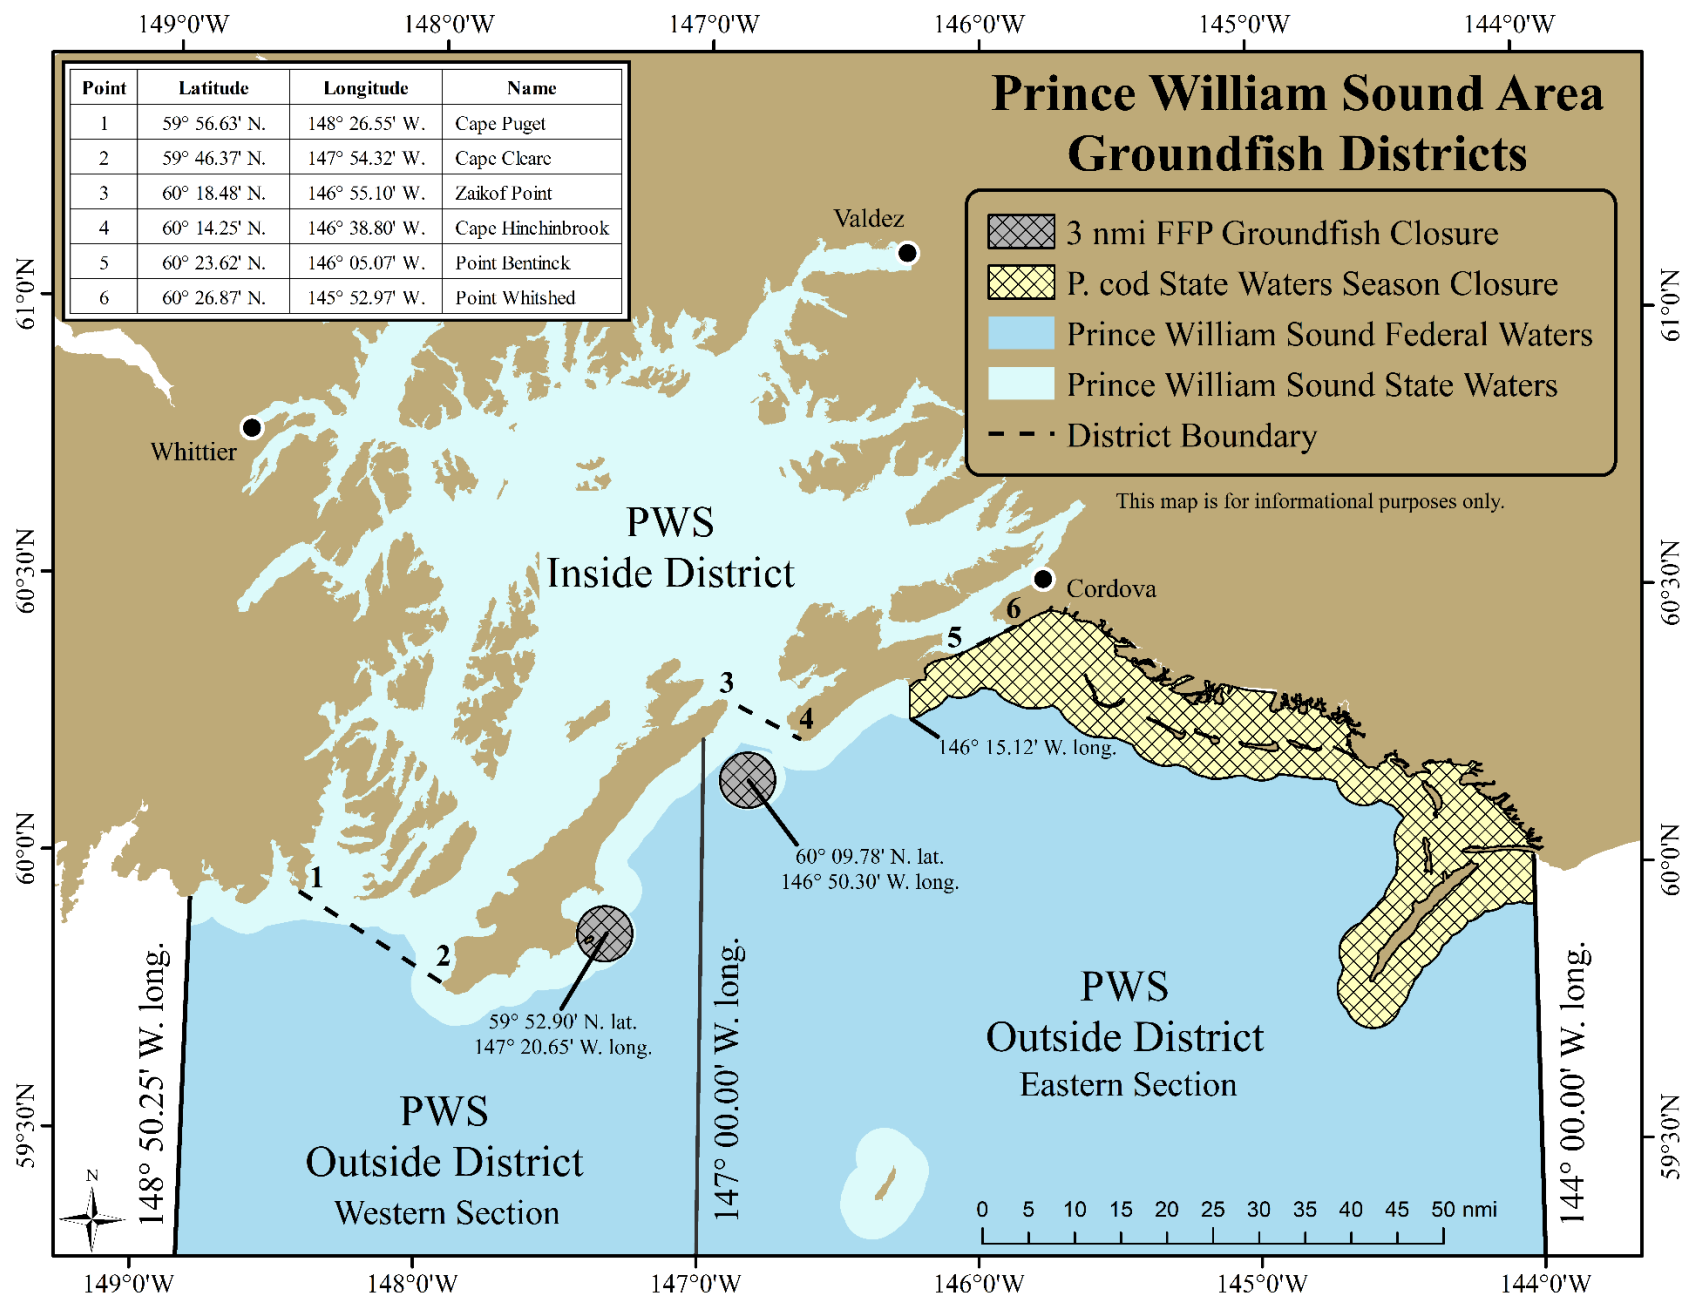 149° 0'W 148° 0'W 147° 0'W 146° 0'W 145° 0'W 144° 0'W
Point Latitude Longitude Name
1 59° 56.63' N. 148° 26.55' W. Cape Puget
2 59° 46.37' N. 147° 54.32' W. Cape Cleare
3 60° 18.48' N. 146° 55.10' W. Zaikof Point
4 60° 14.25' N. 146° 38.80' W. Cape Hinchinbrook
5 60° 23.62' N. 146° 05.07' W. Point Bentinck
6 60° 26.87' N. 145° 52.97' W. Point Whitshed
Prince William Sound Area
Groundfish Districts
3 nmi FFP Groundfish Closure
P. cod State Waters Season Closure
Prince William Sound Federal Waters
Prince William Sound State Waters
District Boundary
This map is for informational purposes only.
Valdez
61°0'N
61°0'N
Whittier
PWS
Inside District
60°30'N
60°30'N
Cordova
6
5
3
4
146° 15.12' W. long.
60° 09.78' N. lat.
146° 50.30' W. long.
60°0'N
60°0'N
1
2
59° 52.90' N. lat.
147° 20.65' W. long.
148° 50.25' W. long.
147° 00.00' W. long.
144° 00.00' W. long.
PWS
Outside District
Eastern Section
PWS
Outside District
Western Section
59°30'N
59°30'N
N
0 5 10 15 20 25 30 35 40 45 50 nmi
149°0'W 148°0'W 147°0'W 146°0'W 145°0'W 144°0'W